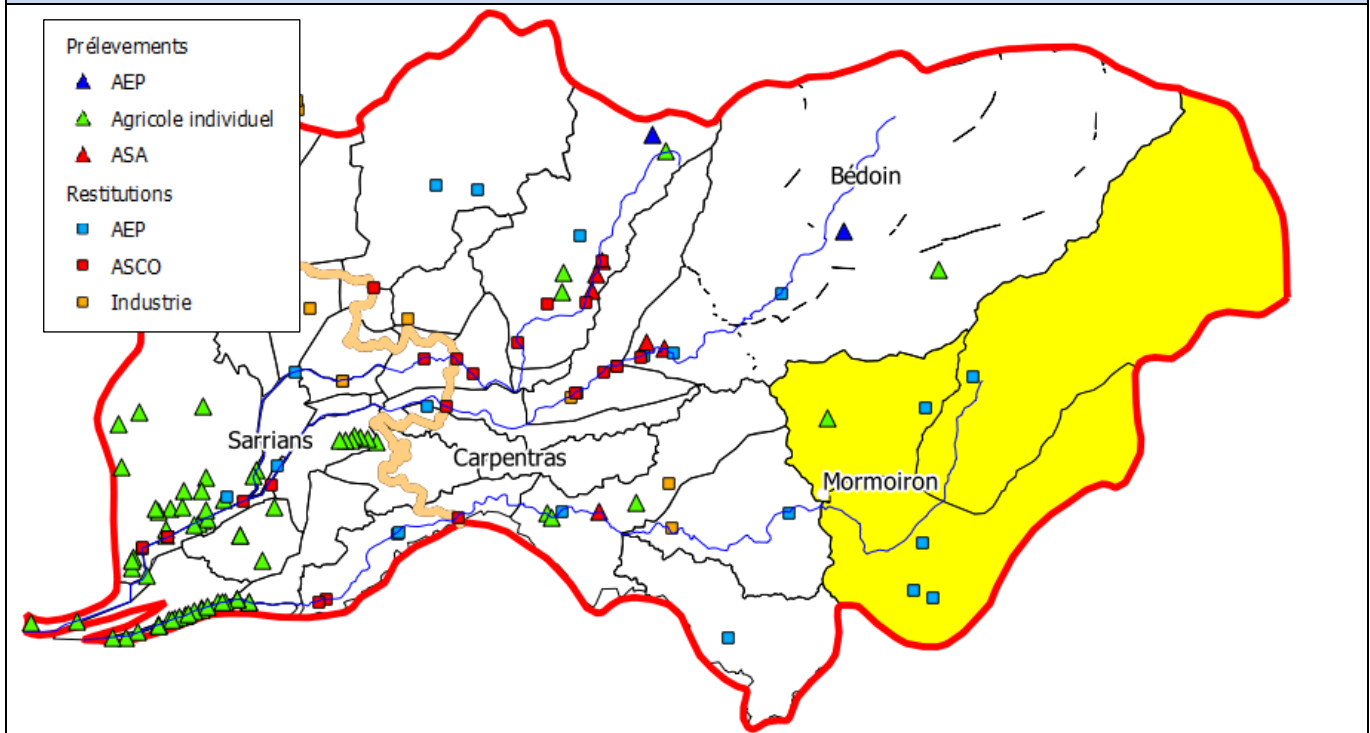 Prélevements
AEP
Agricole individuel
ASA
Restitutions
AEP
ASCO
Industrie
Bédoin
Sarrians
Carpentras
Mormoiron